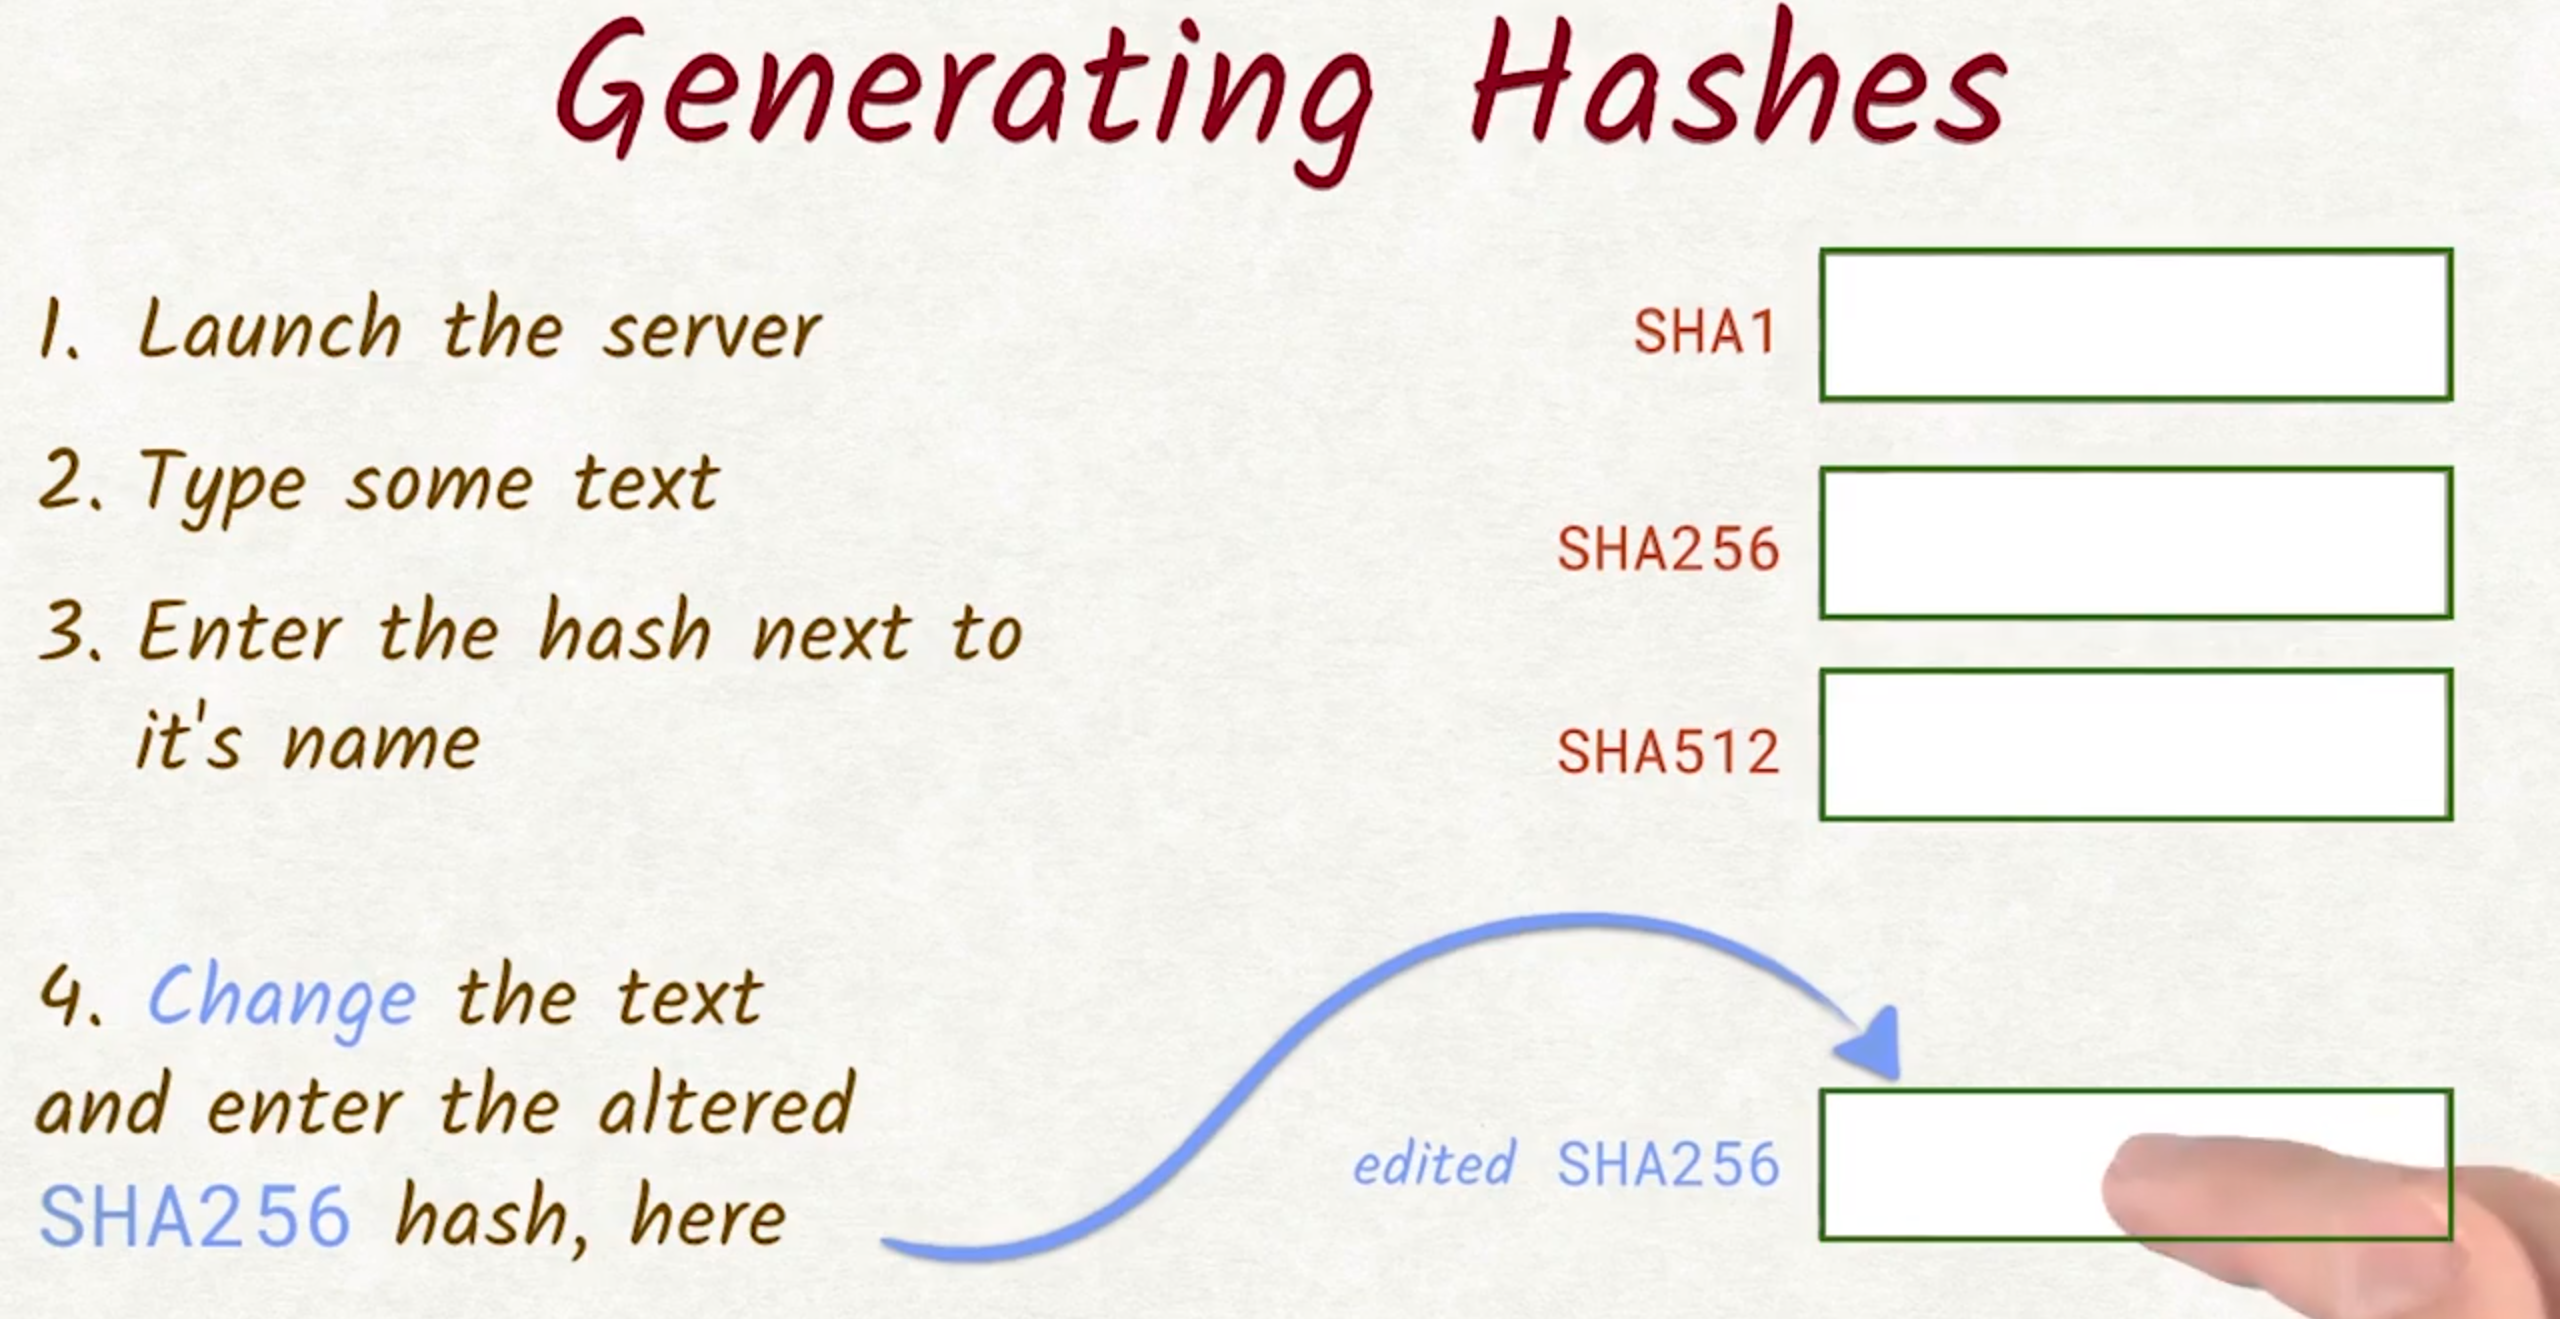 Generating Hashes
1. Launch the server
2. Type some text
3. Enter the hash next to
it's name
4. Change the text
and enter the altered
SHA256 hash, here
SHA1
SHA256
SHA512
edited SHA256